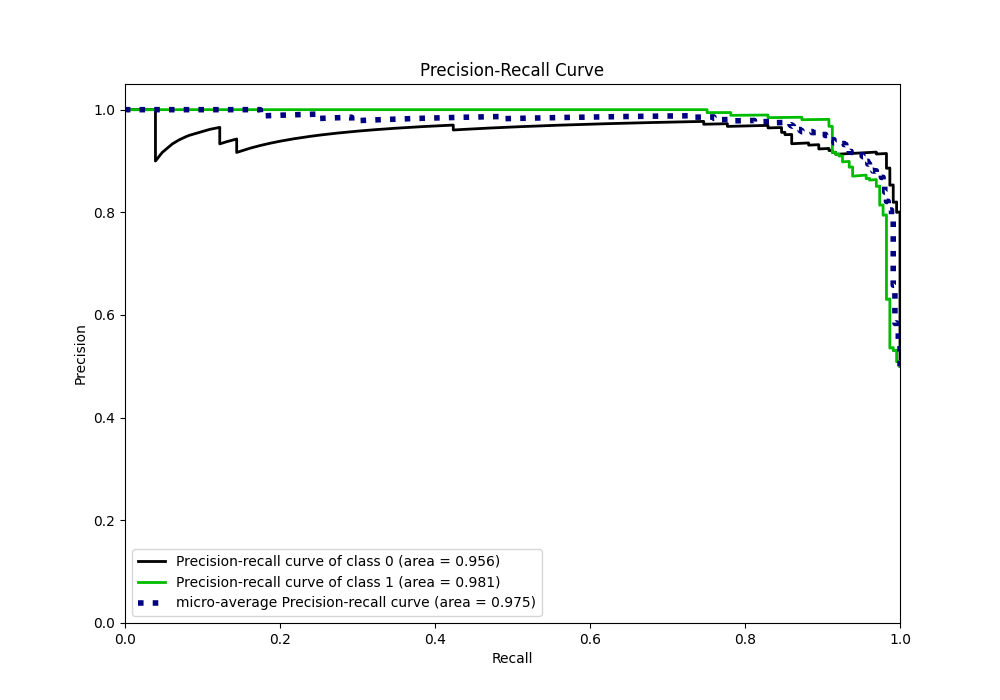 Precision-Recall Curve
1.0
0.8
0.6
0.4
0.2
0.0
Precision
Precision-recall curve of class 0 (area = 0.956)
Precision-recall curve of class 1 (area = 0.981)
micro-average Precision-recall curve (area = 0.975)
0.0 0.2 0.4 0.6 0.8 1.0
Recall